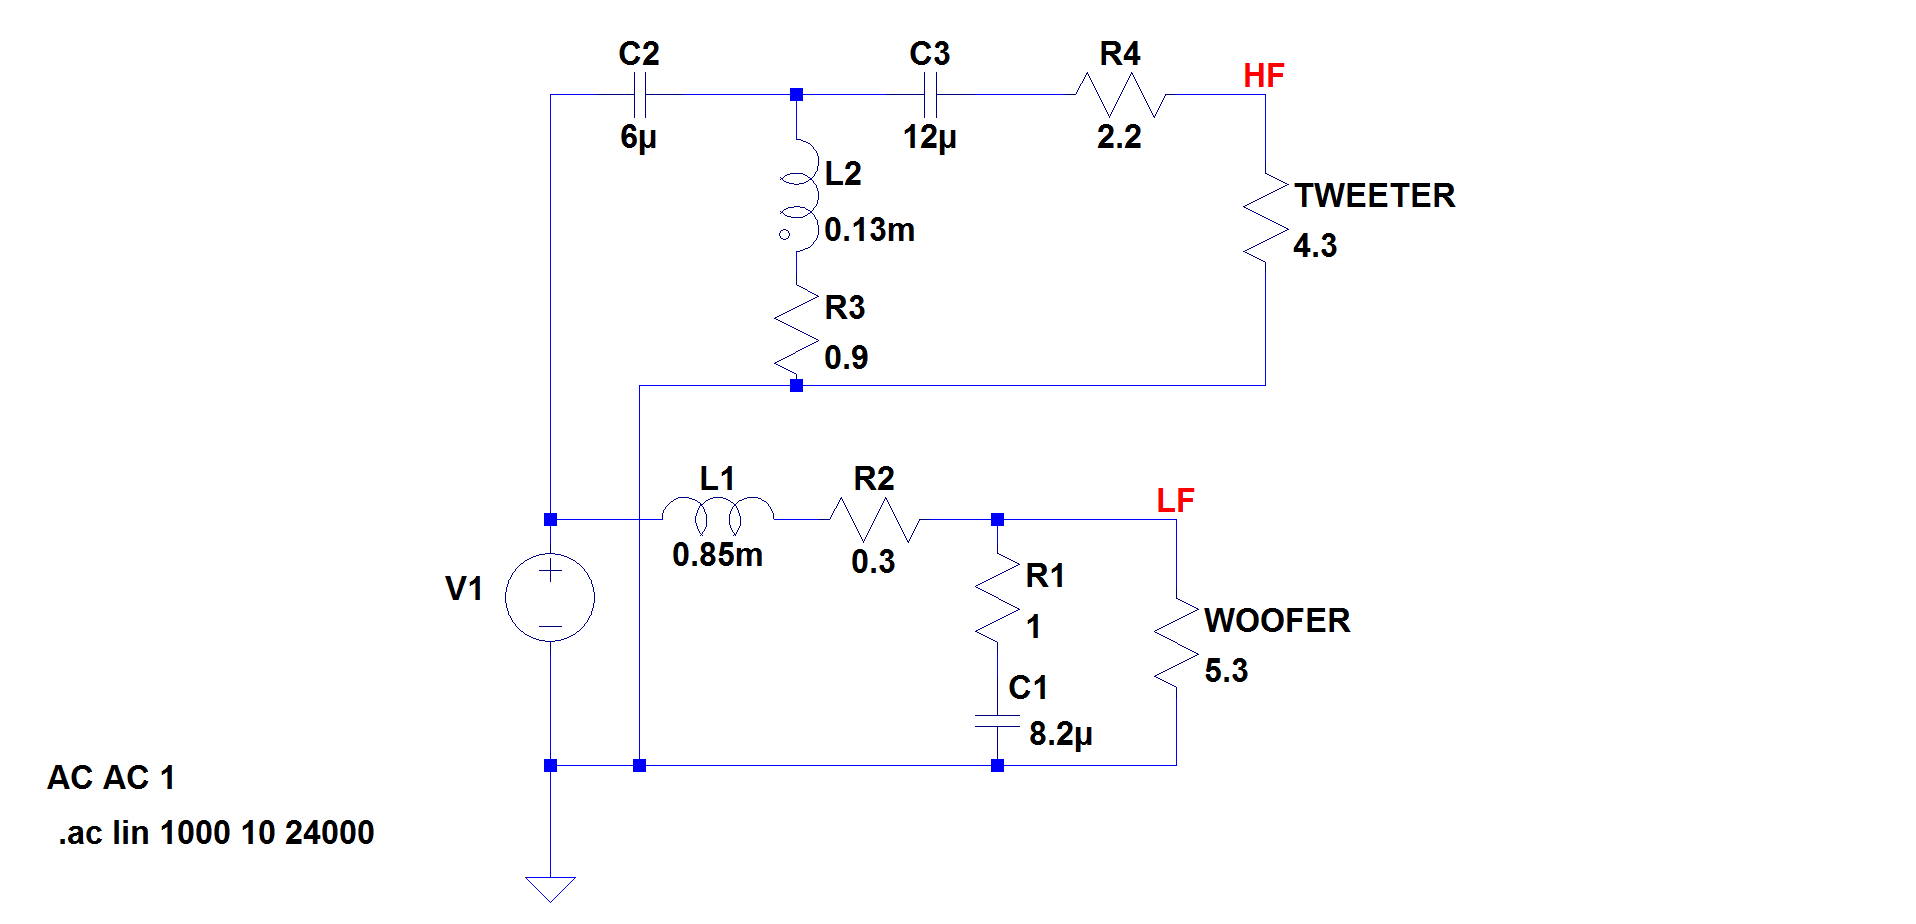 C2
C3
R4
HF
6µ
12µ
2.2
L2
TWEETER
0.13m
4.3
R3
0.9
L1
R2
LF
0.85m
0.3
V1
R1
WOOFER
1
5.3
C1
8.2µ
AC AC 1
.ac lin 1000 10 24000